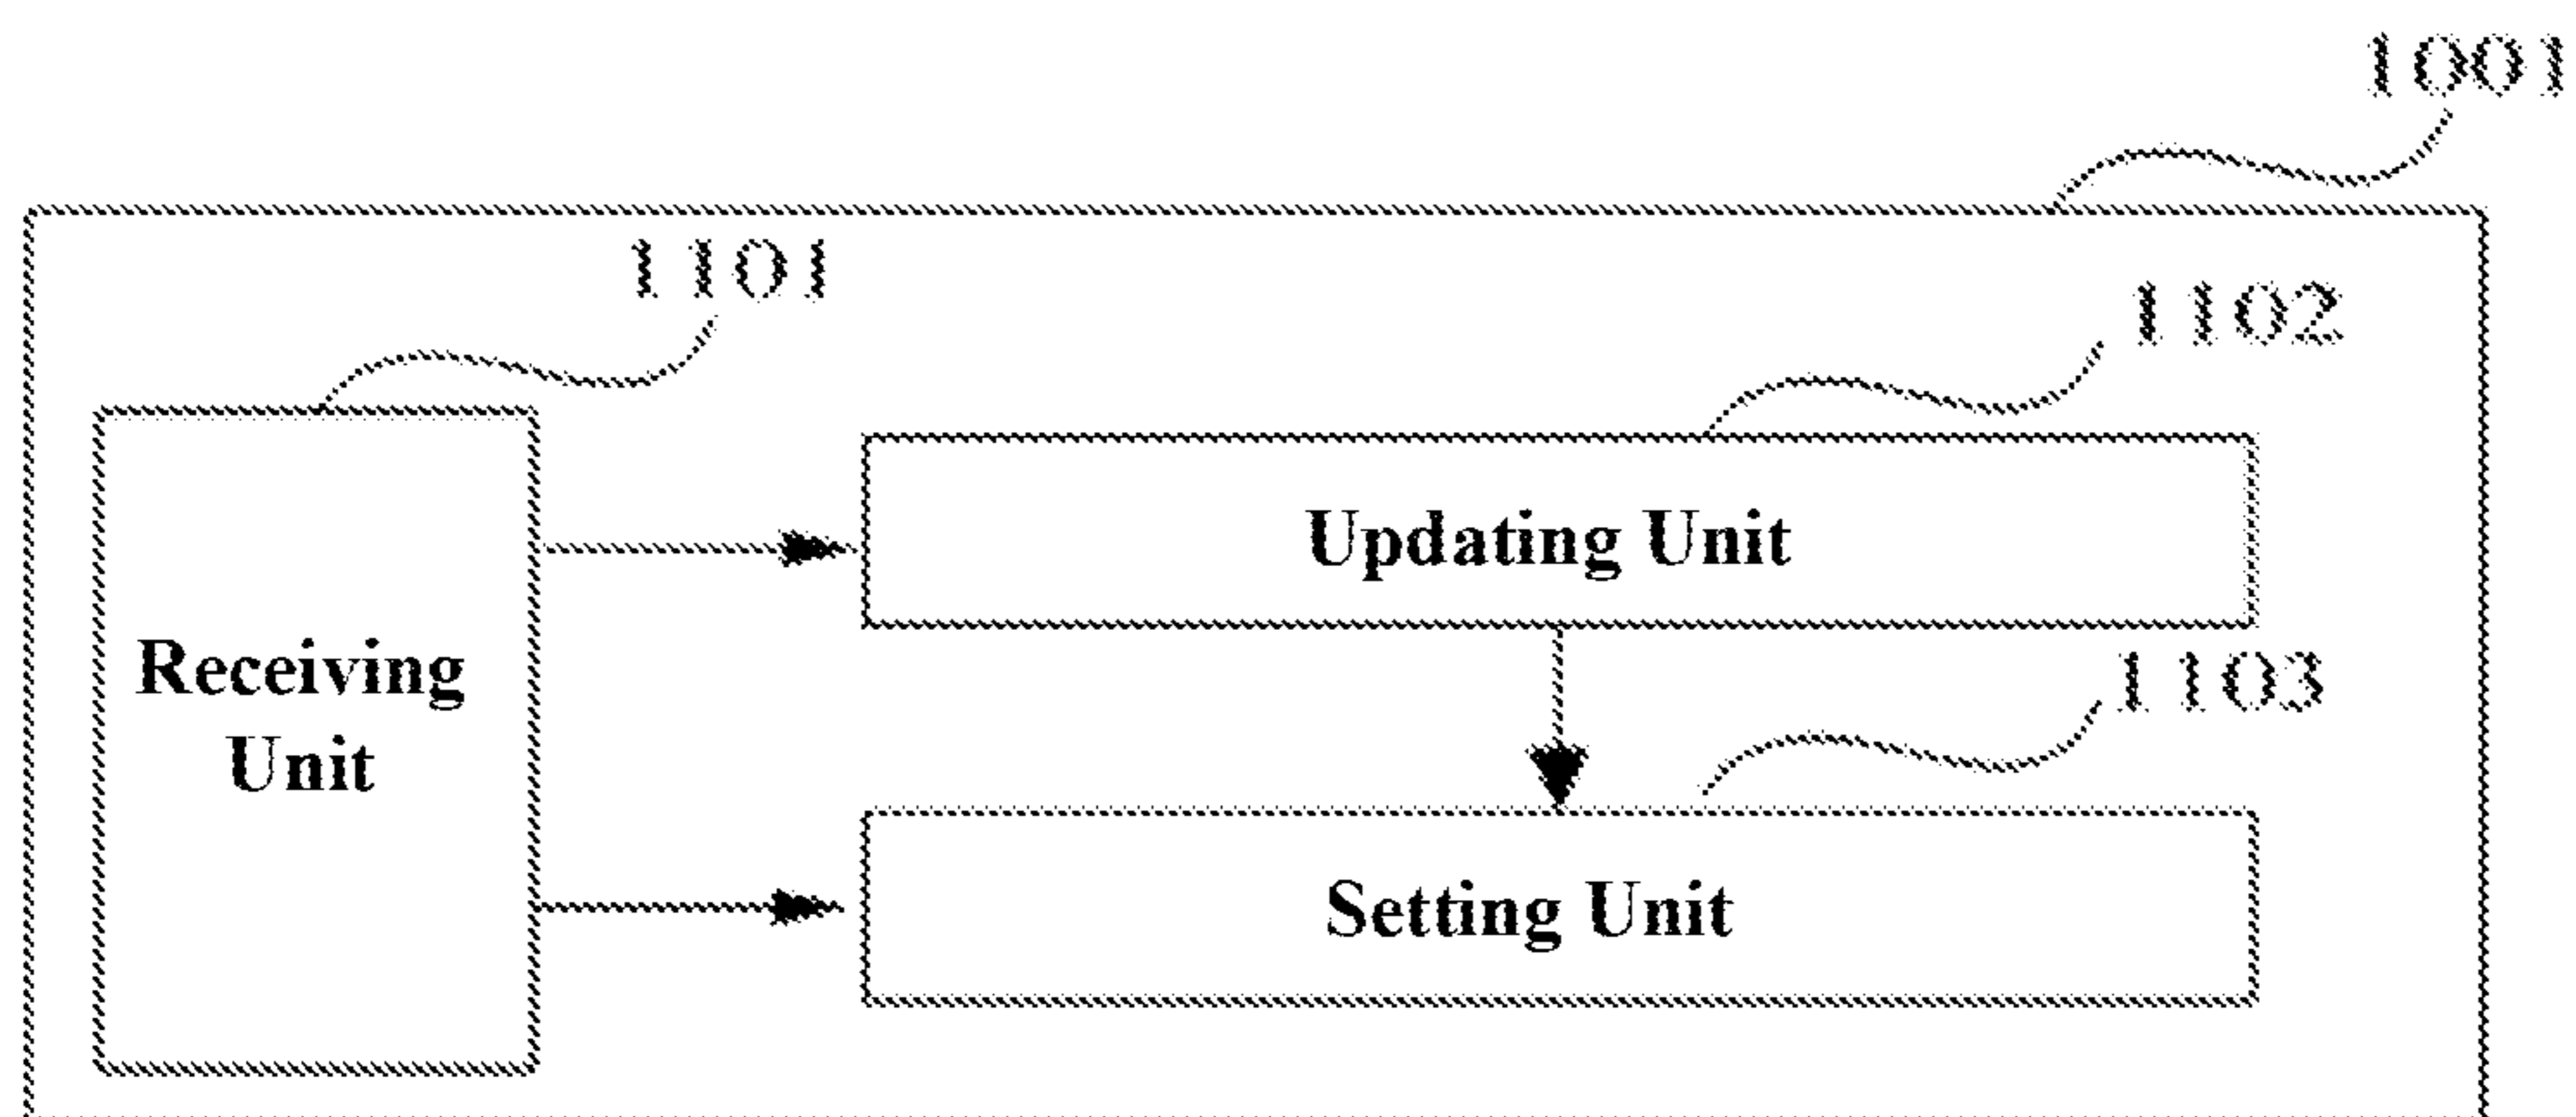 1001
1101
1102
Updating Unit
Receiving
Unit
1103
Setting Unit